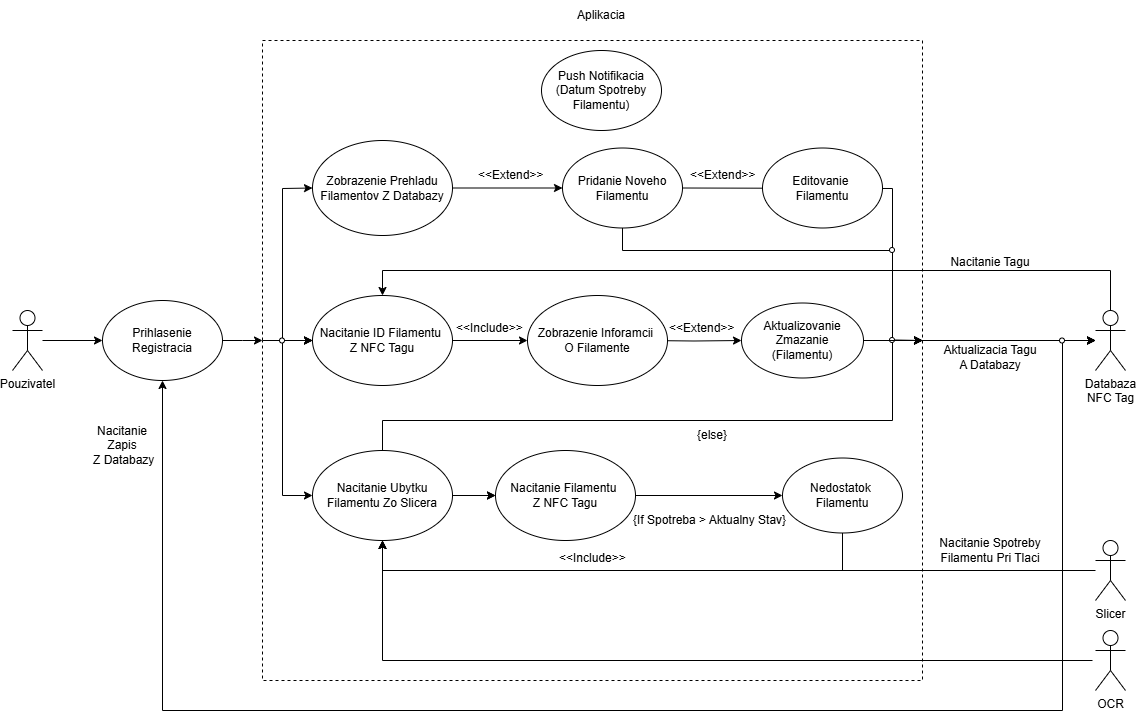 Aplikacia
Push Notifikacia
(Datum Spotreby
Filamentu)
Zobrazenie Prehladu
Filamentov Z Databazy
<<Extend>>
Pridanie Noveho
Filamentu
<<Extend>>
Editovanie
Filamentu
Nacitanie Tagu
Pouzivatel
Prihlasenie
Registracia
Nacitanie ID Filamentu
Z NFC Tagu
<<Include>>
Zobrazenie Inforamcii
O Filamente
<<Extend>>
Aktualizovanie
Zmazanie
(Filamentu)
Aktualizacia Tagu
A Databazy
Databaza
NFC Tag
Nacitanie
Zapis
Z Databazy
{else}
Nacitanie Ubytku
Filamentu Zo Slicera
Nacitanie Filamentu
Z NFC Tagu
{If Spotreba > Aktualny Stav}
Nedostatok
Filamentu
<<Include>>
Nacitanie Spotreby
Filamentu Pri Tlaci
Slicer
OCR